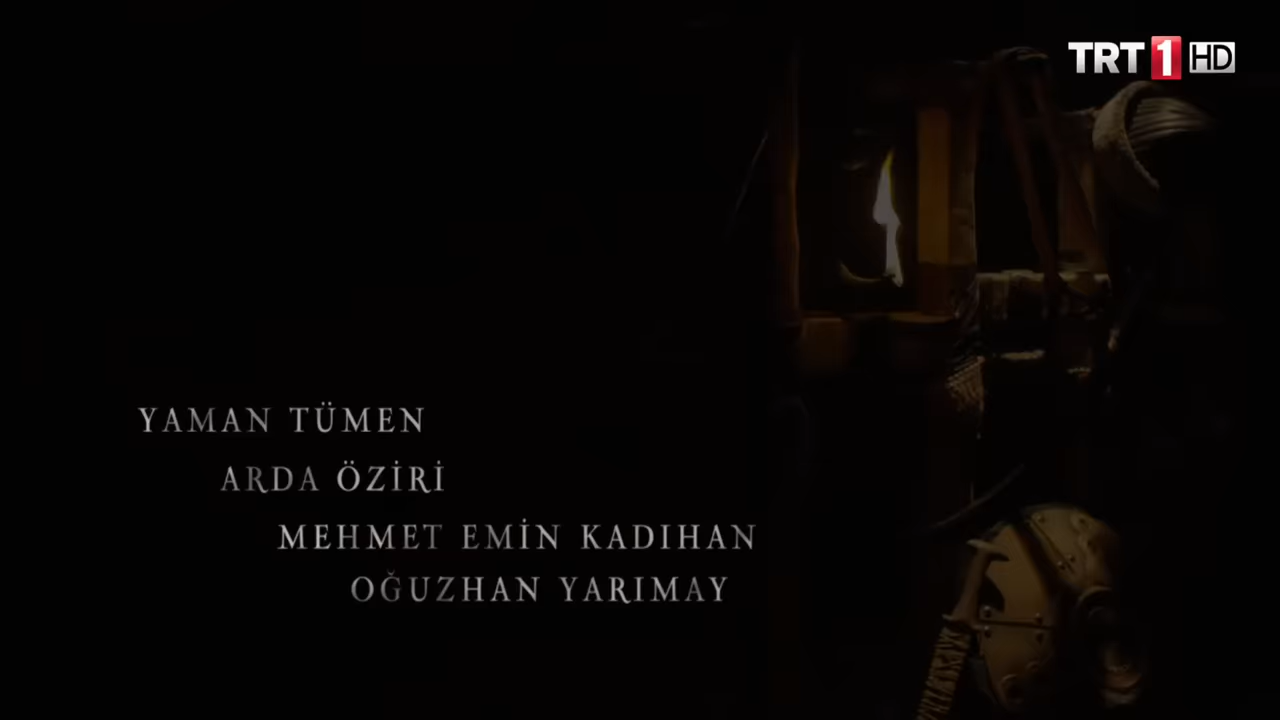 TRT 1 HD
YAMAN TÜMEN
ARDA ÖZİRİ
MEHMET EMİN KADIHAN
OĞUZHAN YARIMAY